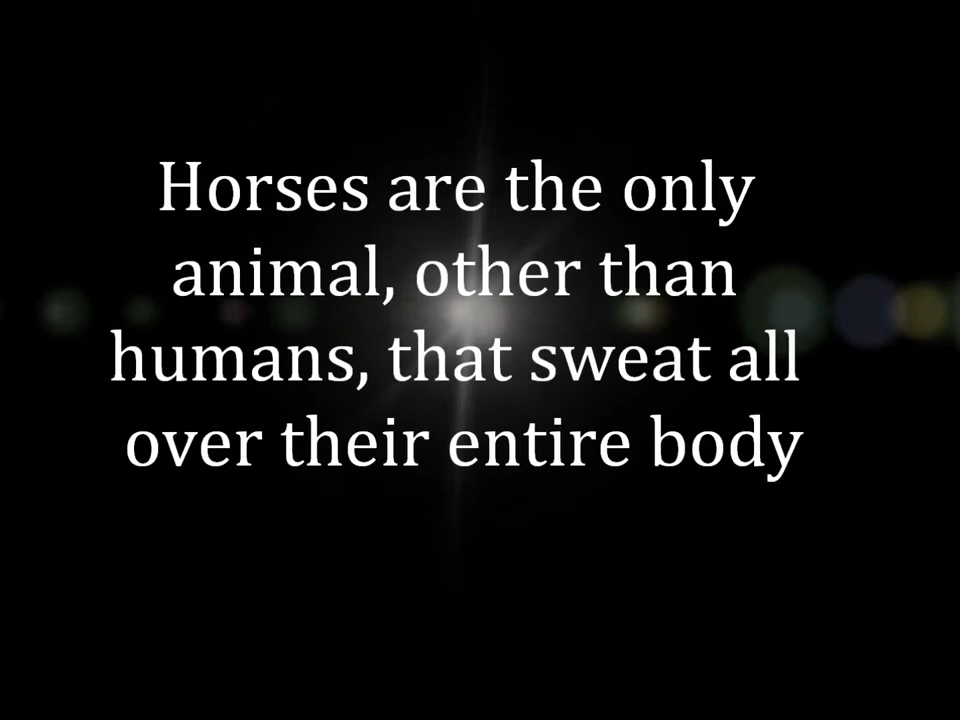 Horses are the only
animal, other than
humans, that sweat all
over their entire body